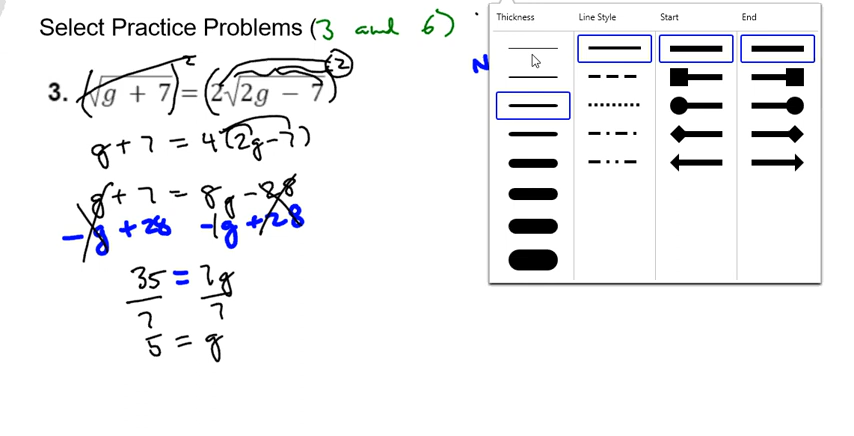 Select Practice Problems (3 and 6)
3. (√g + 7)² = (2√2g − 7)²
g + 7 = 4(2g − 7)
g + 7 = 8g − 28
− g + 28 − 1g + 28
35 = 7g
7 7
5 = g
N
Thickness Line Style Start End